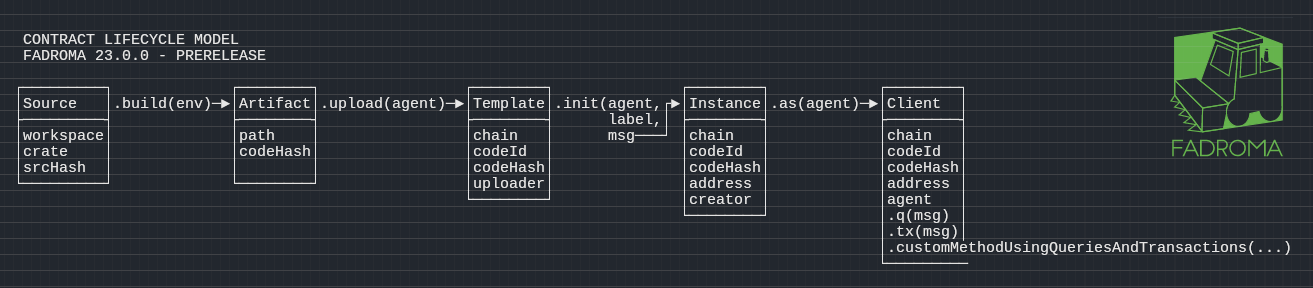 CONTRACT LIFECYCLE MODEL
FADROMA 23.0.0 - PRERELEASE
Source
workspace
crate
srcHash
.build(env)
Artifact
path
codeHash
.upload(agent)
Template
chain
codeId
codeHash
uploader
.init(agent,
label,
msg
Instance
chain
codeId
codeHash
address
creator
.as(agent)
Client
chain
codeId
codeHash
address
agent
.q(msg)
.tx(msg)
.customMethodUsingQueriesAndTransactions(...)
FADROMA